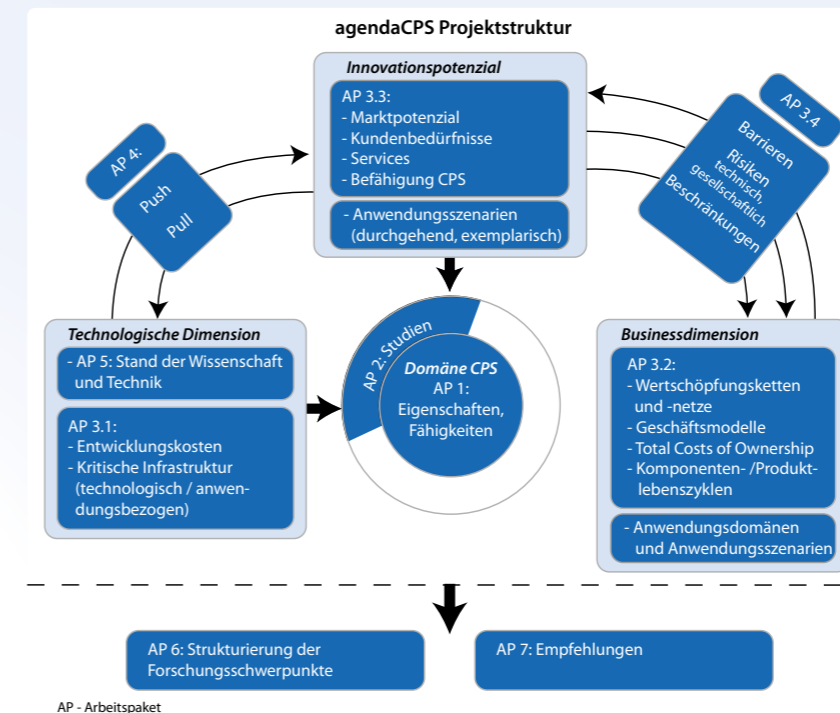 agendaCPS Projektstruktur
Innovationspotenzial
AP 3.3:
- Marktpotenzial
- Kundenbedürfnisse
- Services
- Befähigung CPS
- Anwendungsszenarien
(durchgehend, exemplarisch)
AP 4:
Push
Pull
AP 3.4
Barrieren
Risiken
technisch,
gesellschaftlich
Beschränkungen
Technologische Dimension
- AP 5: Stand der Wissenschaft
und Technik
AP 3.1:
- Entwicklungskosten
- Kritische Infrastruktur
(technologisch / anwen-
dungsbezogen)
AP 2: Studien
Domäne CPS
AP 1:
Eigenschaften,
Fähigkeiten
Businessdimension
AP 3.2:
- Wertschöpfungsketten
und -netze
- Geschäftsmodelle
- Total Costs of Ownership
- Komponenten- /Produkt-
lebenszyklen
- Anwendungsdomänen
und Anwendungsszenarien
AP 6: Strukturierung der
Forschungsschwerpunkte
AP 7: Empfehlungen
AP - Arbeitspaket